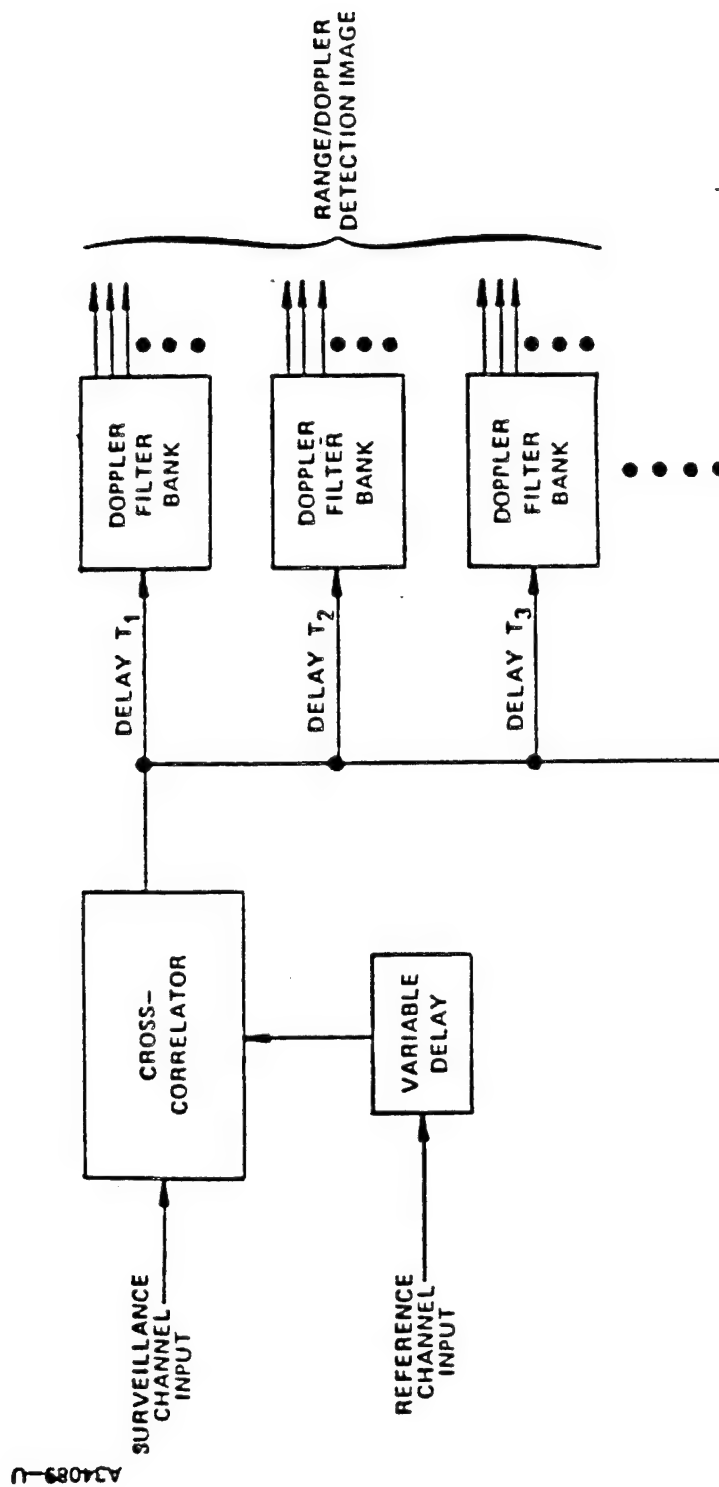 A34089-U
SURVEILLANCE
CHANNEL
INPUT
CROSS-
CORRELATOR
REFERENCE
CHANNEL
INPUT
VARIABLE
DELAY
DELAY T1
DOPPLER
FILTER
BANK
DELAY T2
DOPPLER
FILTER
BANK
DELAY T3
DOPPLER
FILTER
BANK
RANGE/DOPPLER
DETECTION IMAGE